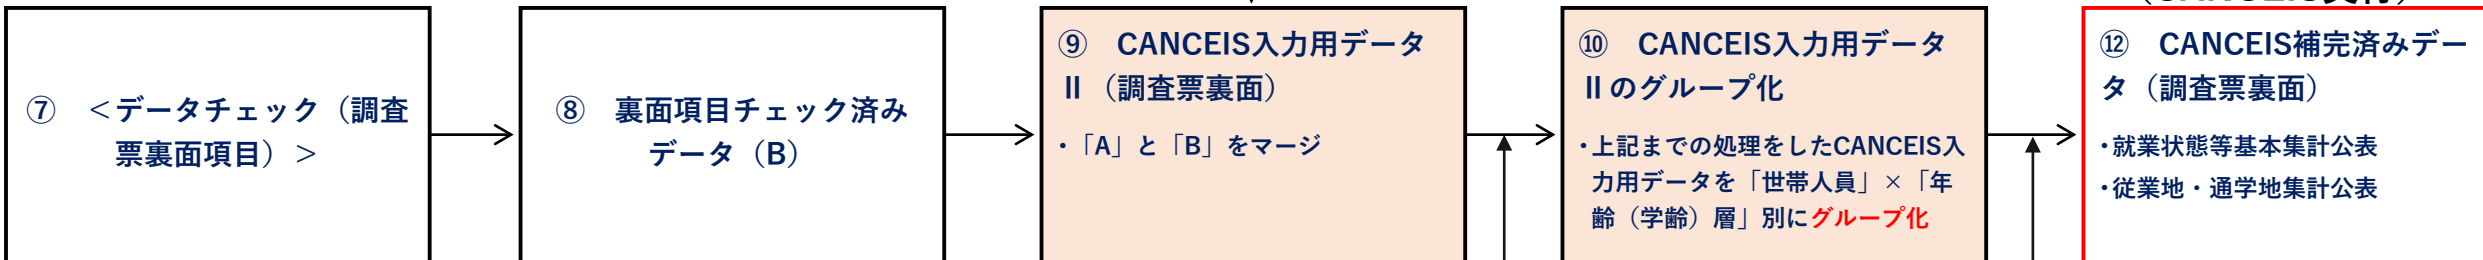 ⑦ ＜データチェック（調査
票裏面項目）＞
⑧ 裏面項目チェック済み
データ（B）
⑨ CANCEIS入力用データ
Ⅱ（調査票裏面）
・「A」と「B」をマージ
⑩ CANCEIS入力用データ
Ⅱのグループ化
・上記までの処理をしたCANCEIS入
力用データを「世帯人員」×「年
齢（学齢）層」別にグループ化
⑫ CANCEIS補完済みデー
タ（調査票裏面）
・就業状態等基本集計公表
・従業地・通学地集計公表